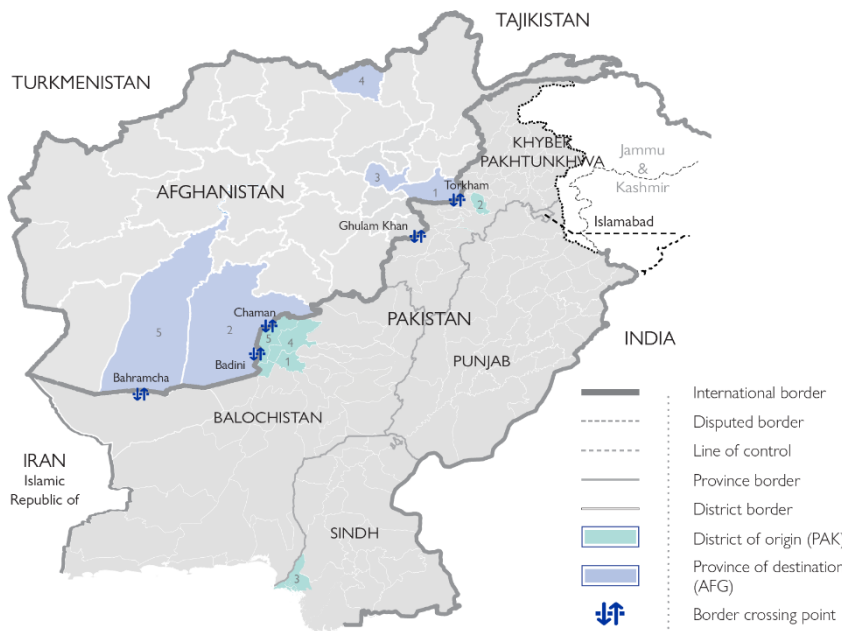 TAJIKISTAN
TURKMENISTAN
4
KHYBER
PAKHTUNKHWA
Jammu
&
Kashmir
3
AFGHANISTAN
1
Torkham
2
Ghulam Khan
Islamabad
Chaman
5
2
PAKISTAN
INDIA
5
4
Badini
1
PUNJAB
Bahramcha
BALOCHISTAN
IRAN
Islamic
Republic of
SINDH
3
International border
Disputed border
Line of control
Province border
District border
District of origin (PAK)
Province of destination
(AFG)
Border crossing point